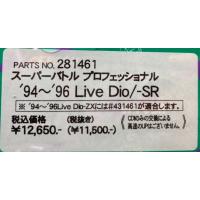 PARTS NO. 281461
スーパーバトル プロフェッショナル
'94～'96 Live Dio/-SR
※'94～'96Live Dio-ZXには#431461が適合します。
税込価格 (税抜き)
￥12,650.- (￥11,500.-)
CDIのみの交換による
高速のUPはございません。